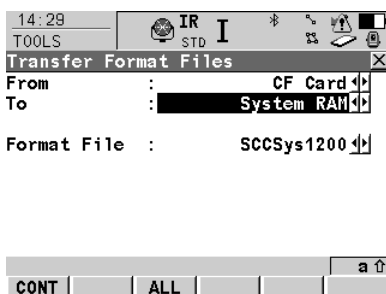 14:29
TOOLS
IR
STD
I
Transfer Format Files
From : CF Card
To : System RAM
Format File : SCCSys1200
a
CONT ALL